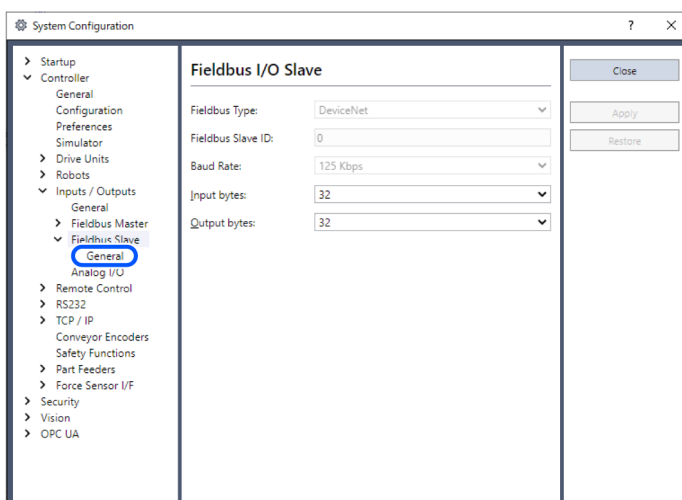 System Configuration
?
Startup
Controller
General
Configuration
Preferences
Simulator
Drive Units
Robots
Inputs / Outputs
General
Fieldbus Master
Fieldbus Slave
General
Analog I/O
Remote Control
RS232
TCP / IP
Conveyor Encoders
Safety Functions
Part Feeders
Force Sensor I/F
Security
Vision
OPC UA
Fieldbus I/O Slave
Fieldbus Type: DeviceNet
Fieldbus Slave ID: 0
Baud Rate: 125 Kbps
Input bytes: 32
Output bytes: 32
Close
Apply
Restore